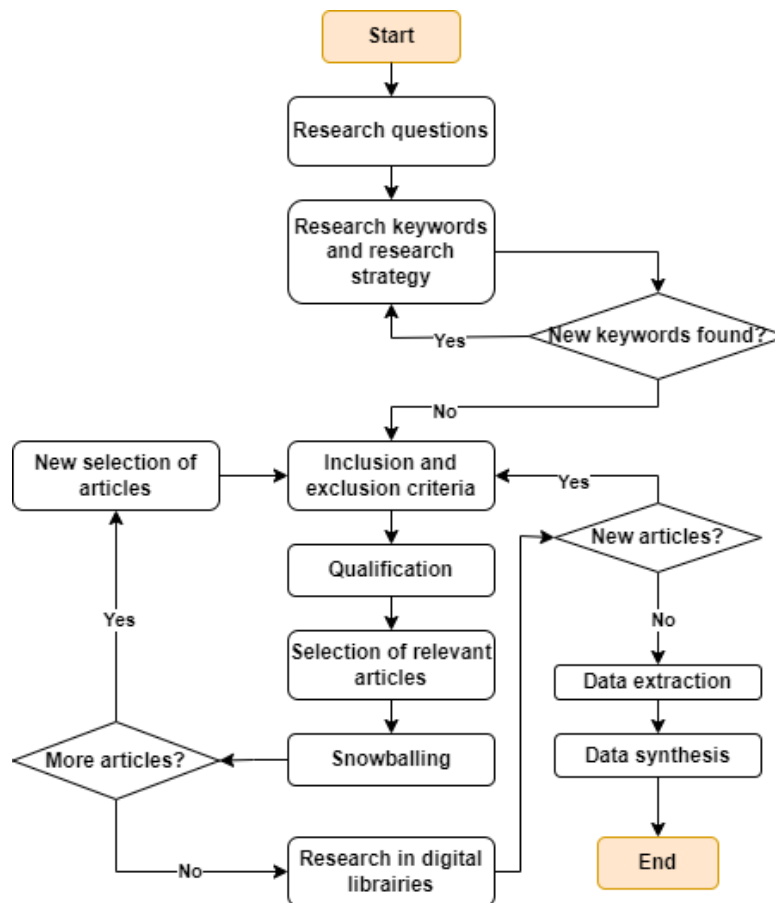 Start
Research questions
Research keywords
and research
strategy
New keywords found?
Yes
No
New selection of
articles
Inclusion and
exclusion criteria
Yes
New articles?
Qualification
Yes
No
Selection of relevant
articles
Data extraction
More articles?
Snowballing
Data synthesis
No
Research in digital
librairies
End